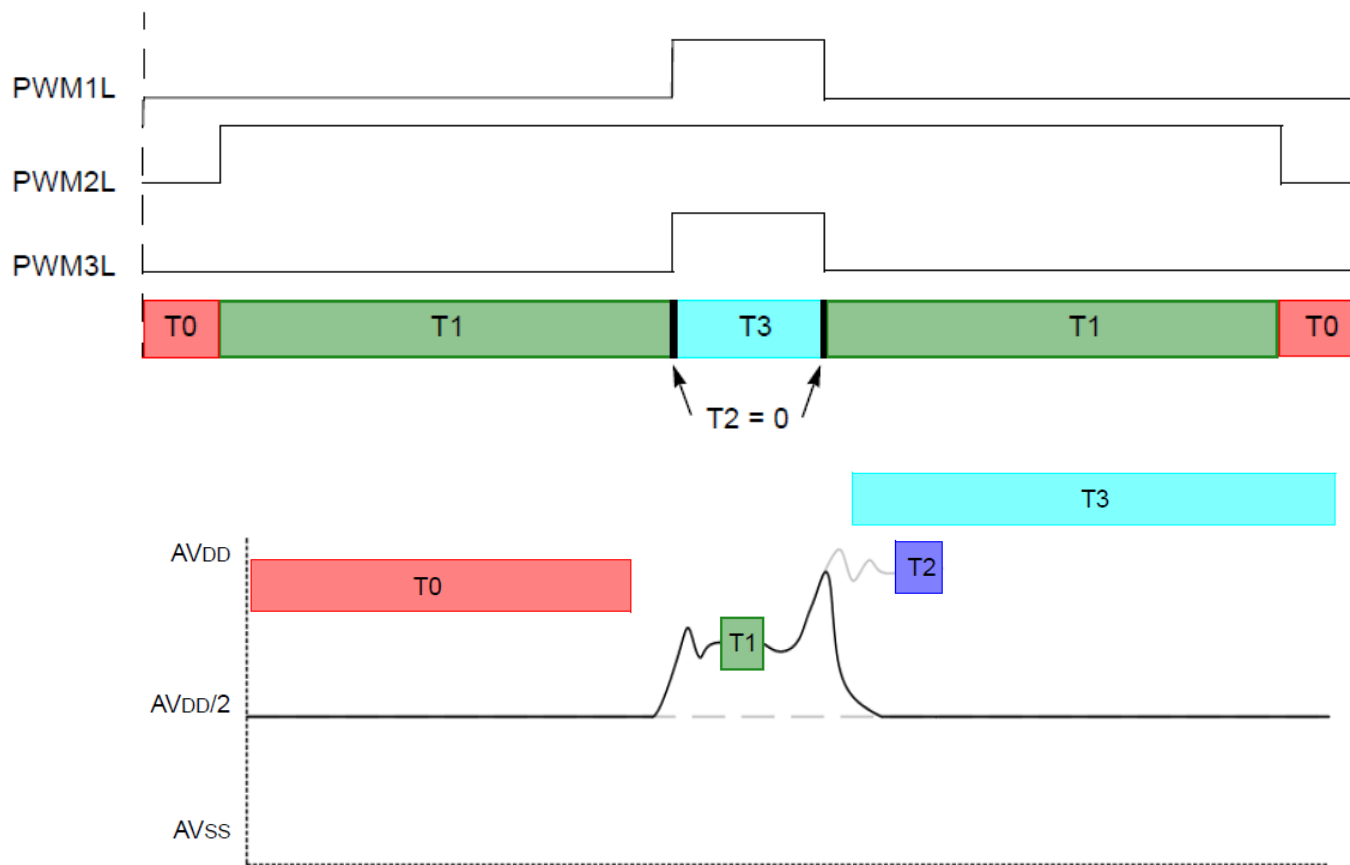 PWM1L
PWM2L
PWM3L
T0 T1 T3 T1 T0
T2 = 0
T3
AVDD
T0
T2
T1
AVDD/2
AVSS